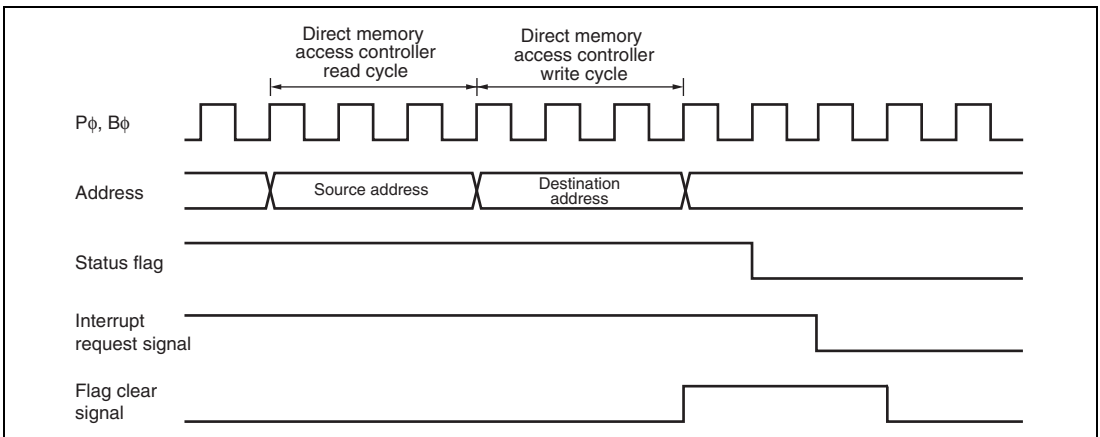 Direct memory
access controller
read cycle
Direct memory
access controller
write cycle
Pϕ, Bϕ
Address
Source address
Destination
address
Status flag
Interrupt
request signal
Flag clear
signal